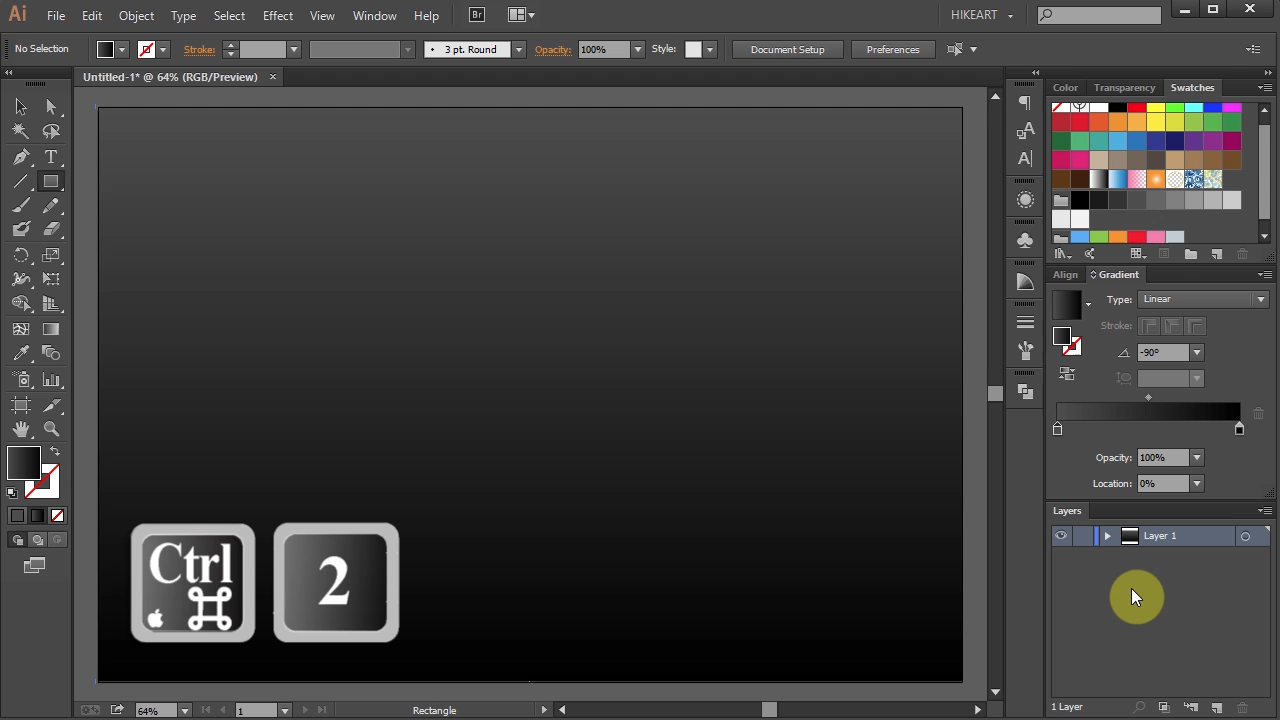 Ai File Edit Object Type Select Effect View Window Help Br HIKEART
No Selection Stroke: 3 pt. Round Opacity: 100% Style: Document Setup Preferences
Untitled-1* @ 64% (RGB/Preview)
Color Transparency Swatches
Align Gradient
Type: Linear
Stroke:
-90°
Opacity: 100%
Location: 0%
Layers
Layer 1
Ctrl 2
1 Layer
64% 1 Rectangle